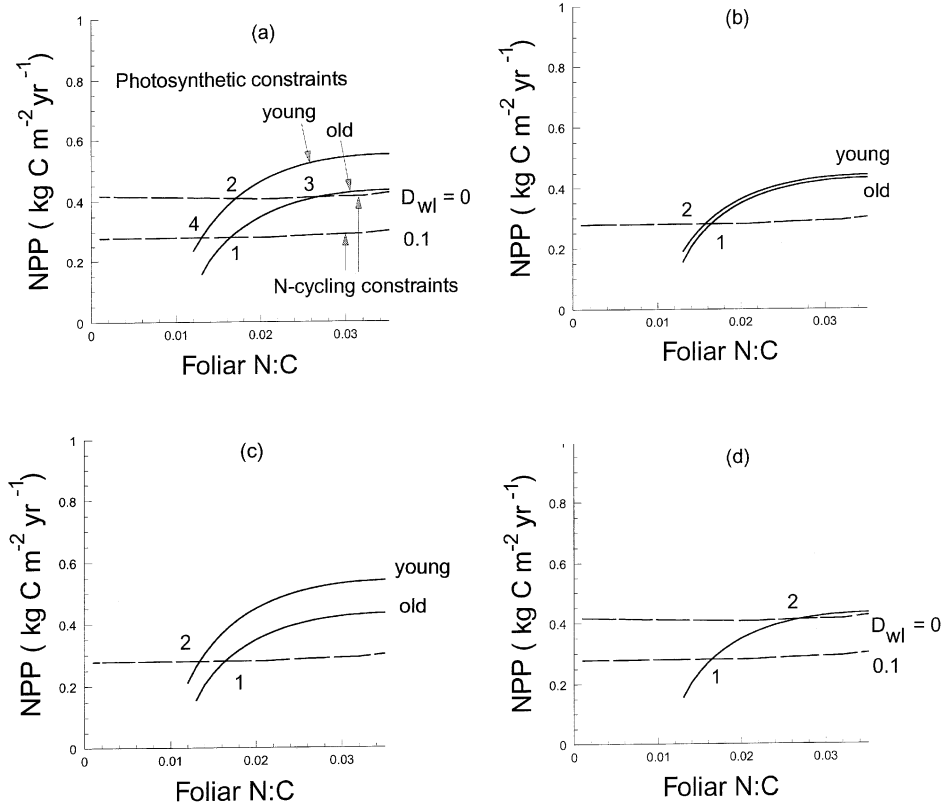 (a)
NPP ( kg C m-2 yr -1)
1
0.8
0.6
0.4
0.2
0
Photosynthetic constraints
young
old
2
3
4
1
D wl = 0
0.1
N-cycling constraints
0
0.01
0.02
0.03
Foliar N:C
(b)
NPP ( kg C m-2 yr -1)
1
0.8
0.6
0.4
0.2
0
young
old
2
1
0
0.01
0.02
0.03
Foliar N:C
(c)
NPP ( kg C m-2 yr -1)
1
0.8
0.6
0.4
0.2
0
young
old
2
1
0
0.01
0.02
0.03
Foliar N:C
(d)
NPP ( kg C m-2 yr -1)
0.8
0.6
0.4
0.2
0
2
D wl = 0
0.1
1
0
0.01
0.02
0.03
Foliar N:C